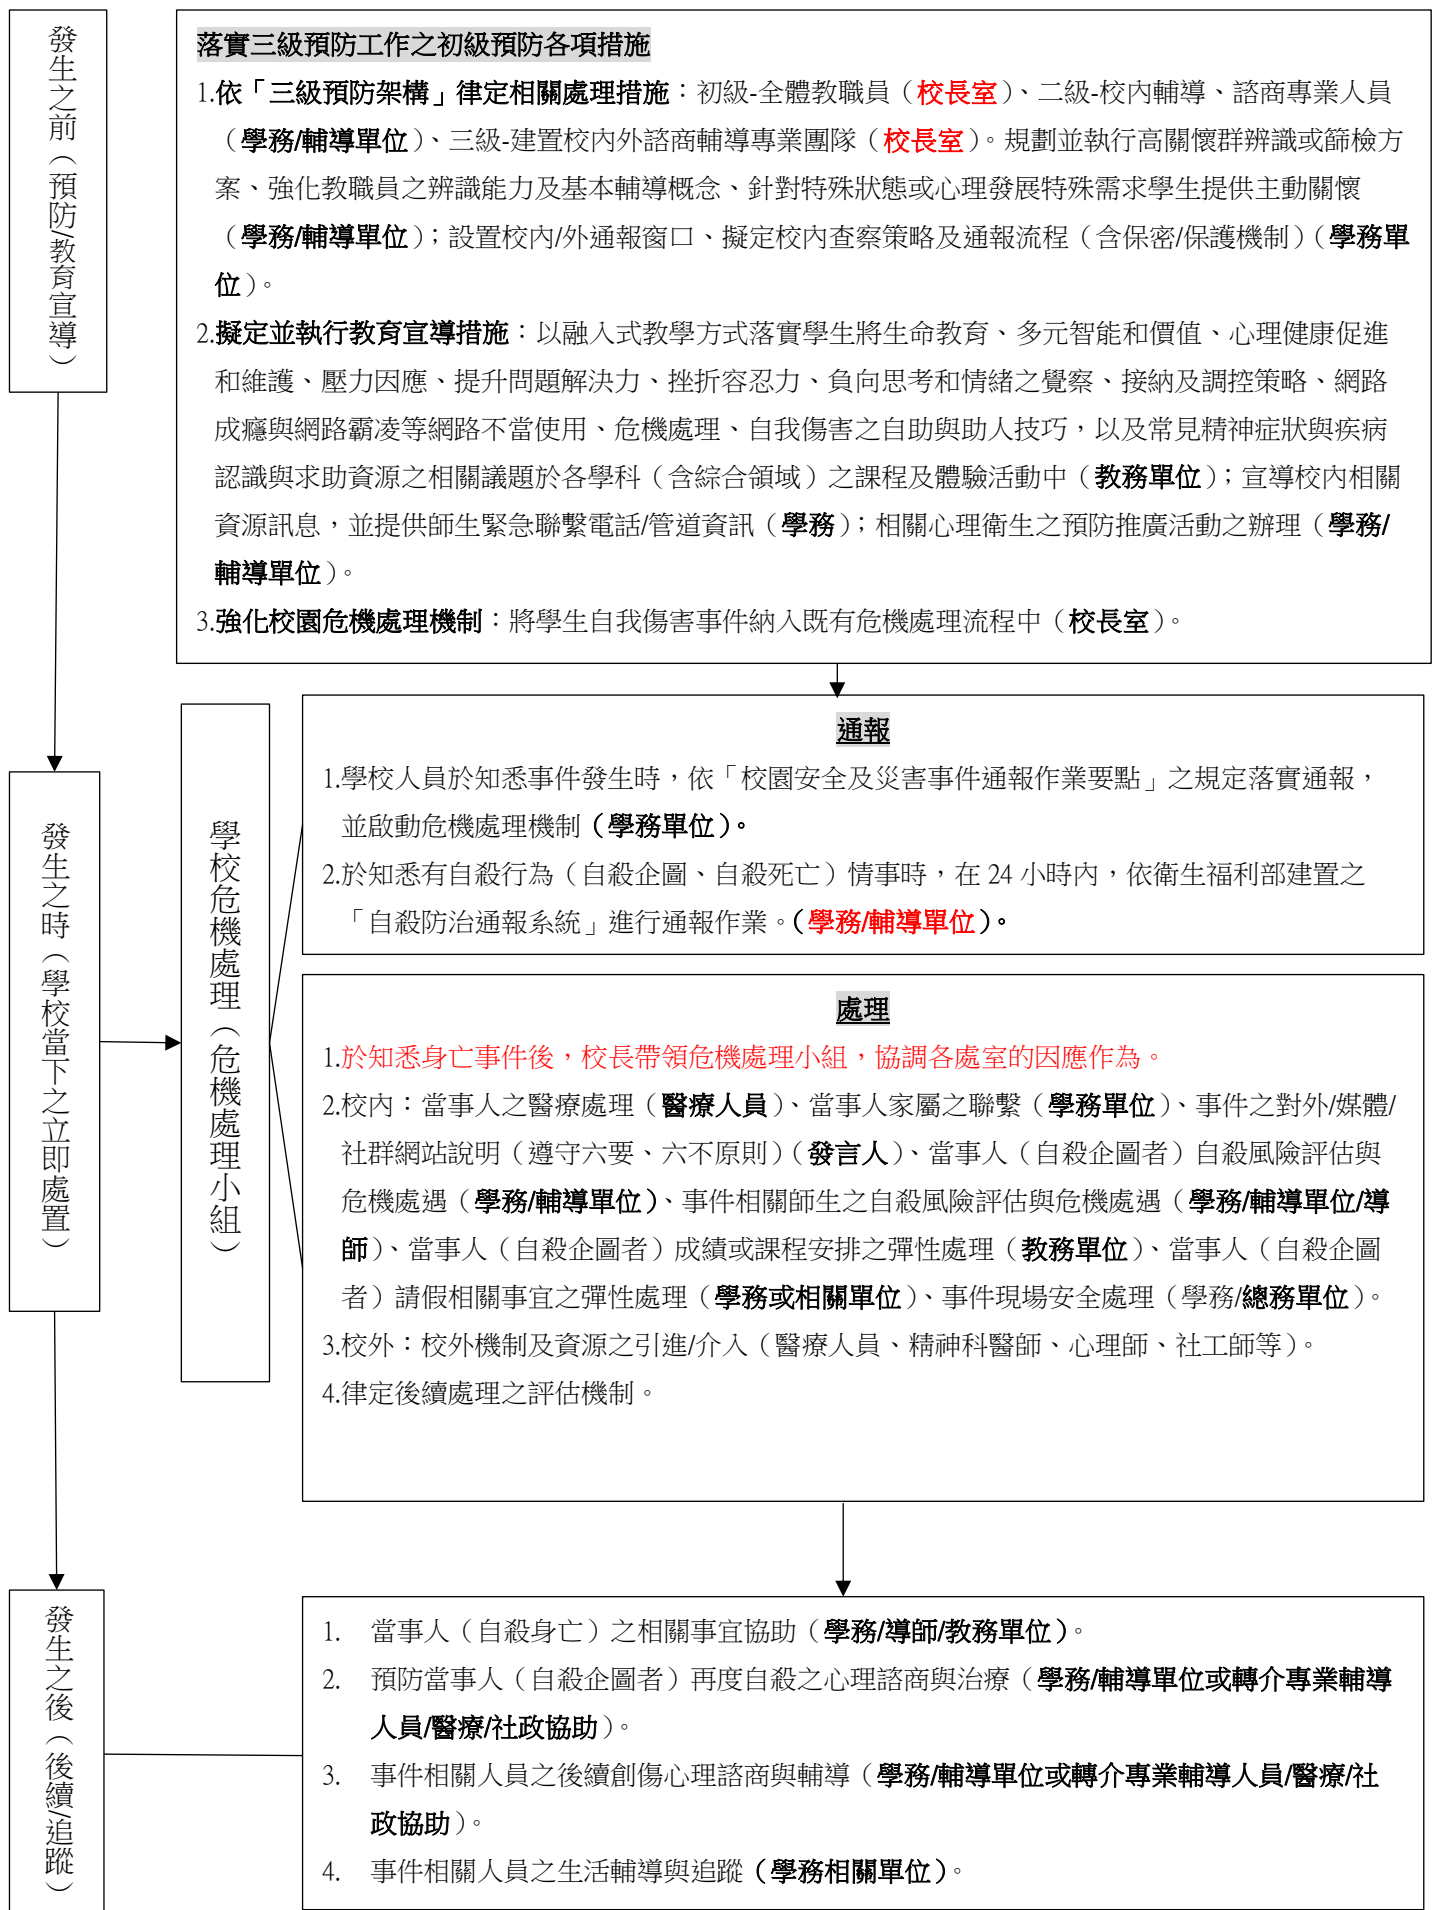 發生之前（預防/教育宣導）
落實三級預防工作之初級預防各項措施
1.依「三級預防架構」律定相關處理措施：初級-全體教職員（校長室）、二級-校內輔導、諮商專業人員
（學務/輔導單位）、三級-建置校內外諮商輔導專業團隊（校長室）。規劃並執行高關懷群辨識或篩檢方
案、強化教職員之辨識能力及基本輔導概念、針對特殊狀態或心理發展特殊需求學生提供主動關懷
（學務/輔導單位）；設置校內/外通報窗口、擬定校內查察策略及通報流程（含保密/保護機制）（學務單
位）。
2.擬定並執行教育宣導措施：以融入式教學方式落實學生將生命教育、多元智能和價值、心理健康促進
和維護、壓力因應、提升問題解決力、挫折容忍力、負向思考和情緒之覺察、接納及調控策略、網路
成癮與網路霸凌等網路不當使用、危機處理、自我傷害之自助與助人技巧，以及常見精神症狀與疾病
認識與求助資源之相關議題於各學科（含綜合領域）之課程及體驗活動中（教務單位）；宣導校內相關
資源訊息，並提供師生緊急聯繫電話/管道資訊（學務）；相關心理衛生之預防推廣活動之辦理（學務/
輔導單位）。
3.強化校園危機處理機制：將學生自我傷害事件納入既有危機處理流程中（校長室）。
發生之時（學校當下之立即處置）
學校危機處理（危機處理小組）
通報
1.學校人員於知悉事件發生時，依「校園安全及災害事件通報作業要點」之規定落實通報，
並啟動危機處理機制（學務單位）。
2.於知悉有自殺行為（自殺企圖、自殺死亡）情事時，在 24 小時內，依衛生福利部建置之
「自殺防治通報系統」進行通報作業。（學務/輔導單位）。
處理
1.於知悉身亡事件後，校長帶領危機處理小組，協調各處室的因應作為。
2.校內：當事人之醫療處理（醫療人員）、當事人家屬之聯繫（學務單位）、事件之對外/媒體/
社群網站說明（遵守六要、六不原則）（發言人）、當事人（自殺企圖者）自殺風險評估與
危機處遇（學務/輔導單位）、事件相關師生之自殺風險評估與危機處遇（學務/輔導單位/導
師）、當事人（自殺企圖者）成績或課程安排之彈性處理（教務單位）、當事人（自殺企圖
者）請假相關事宜之彈性處理（學務或相關單位）、事件現場安全處理（學務/總務單位）。
3.校外：校外機制及資源之引進/介入（醫療人員、精神科醫師、心理師、社工師等）。
4.律定後續處理之評估機制。
發生之後（後續/追蹤）
1. 當事人（自殺身亡）之相關事宜協助（學務/導師/教務單位）。
2. 預防當事人（自殺企圖者）再度自殺之心理諮商與治療（學務/輔導單位或轉介專業輔導
人員/醫療/社政協助）。
3. 事件相關人員之後續創傷心理諮商與輔導（學務/輔導單位或轉介專業輔導人員/醫療/社
政協助）。
4. 事件相關人員之生活輔導與追蹤（學務相關單位）。